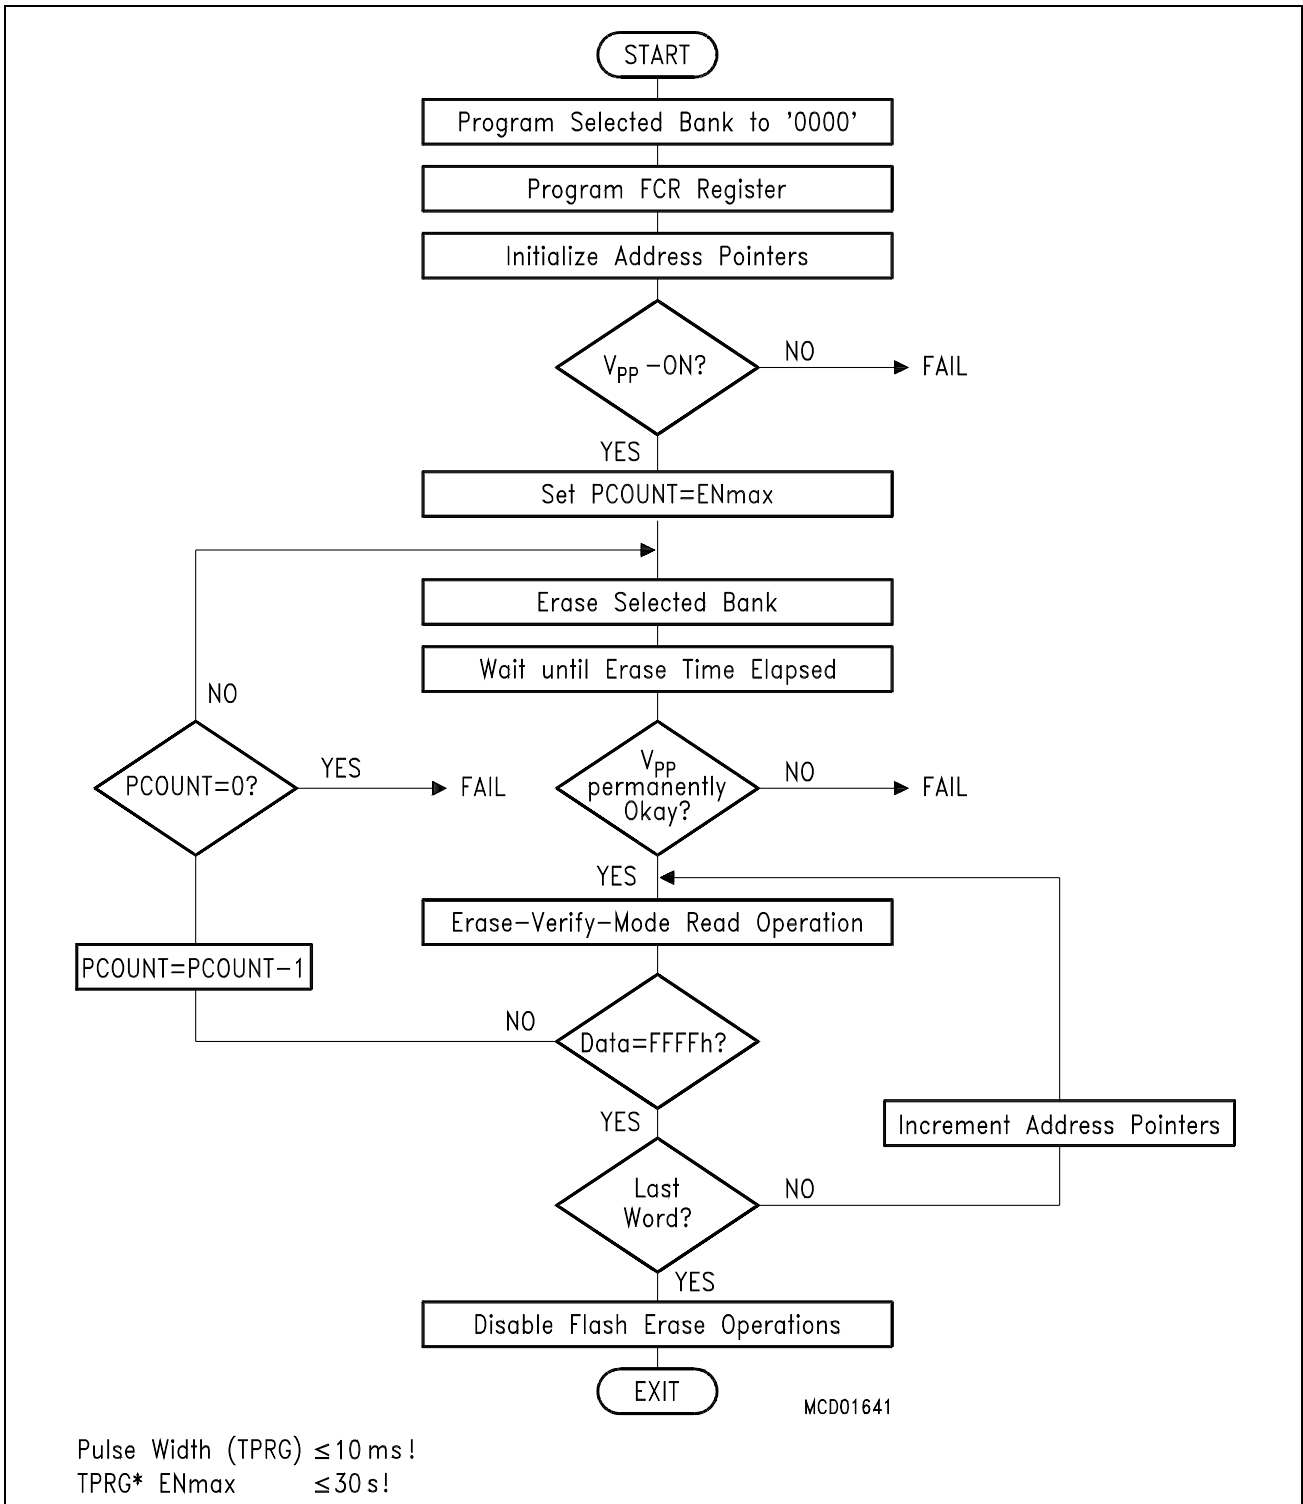 START
Program Selected Bank to '0000'
Program FCR Register
Initialize Address Pointers
VPP -ON?
NO
FAIL
YES
Set PCOUNT=ENmax
Erase Selected Bank
Wait until Erase Time Elapsed
NO
PCOUNT=0?
YES
FAIL
VPP
permanently
Okay?
NO
FAIL
YES
Erase-Verify-Mode Read Operation
PCOUNT=PCOUNT-1
NO
Data=FFFFh?
YES
Increment Address Pointers
Last
Word?
NO
YES
Disable Flash Erase Operations
EXIT
MCD01641
Pulse Width (TPRG) ≤10 ms!
TPRG* ENmax ≤30 s!